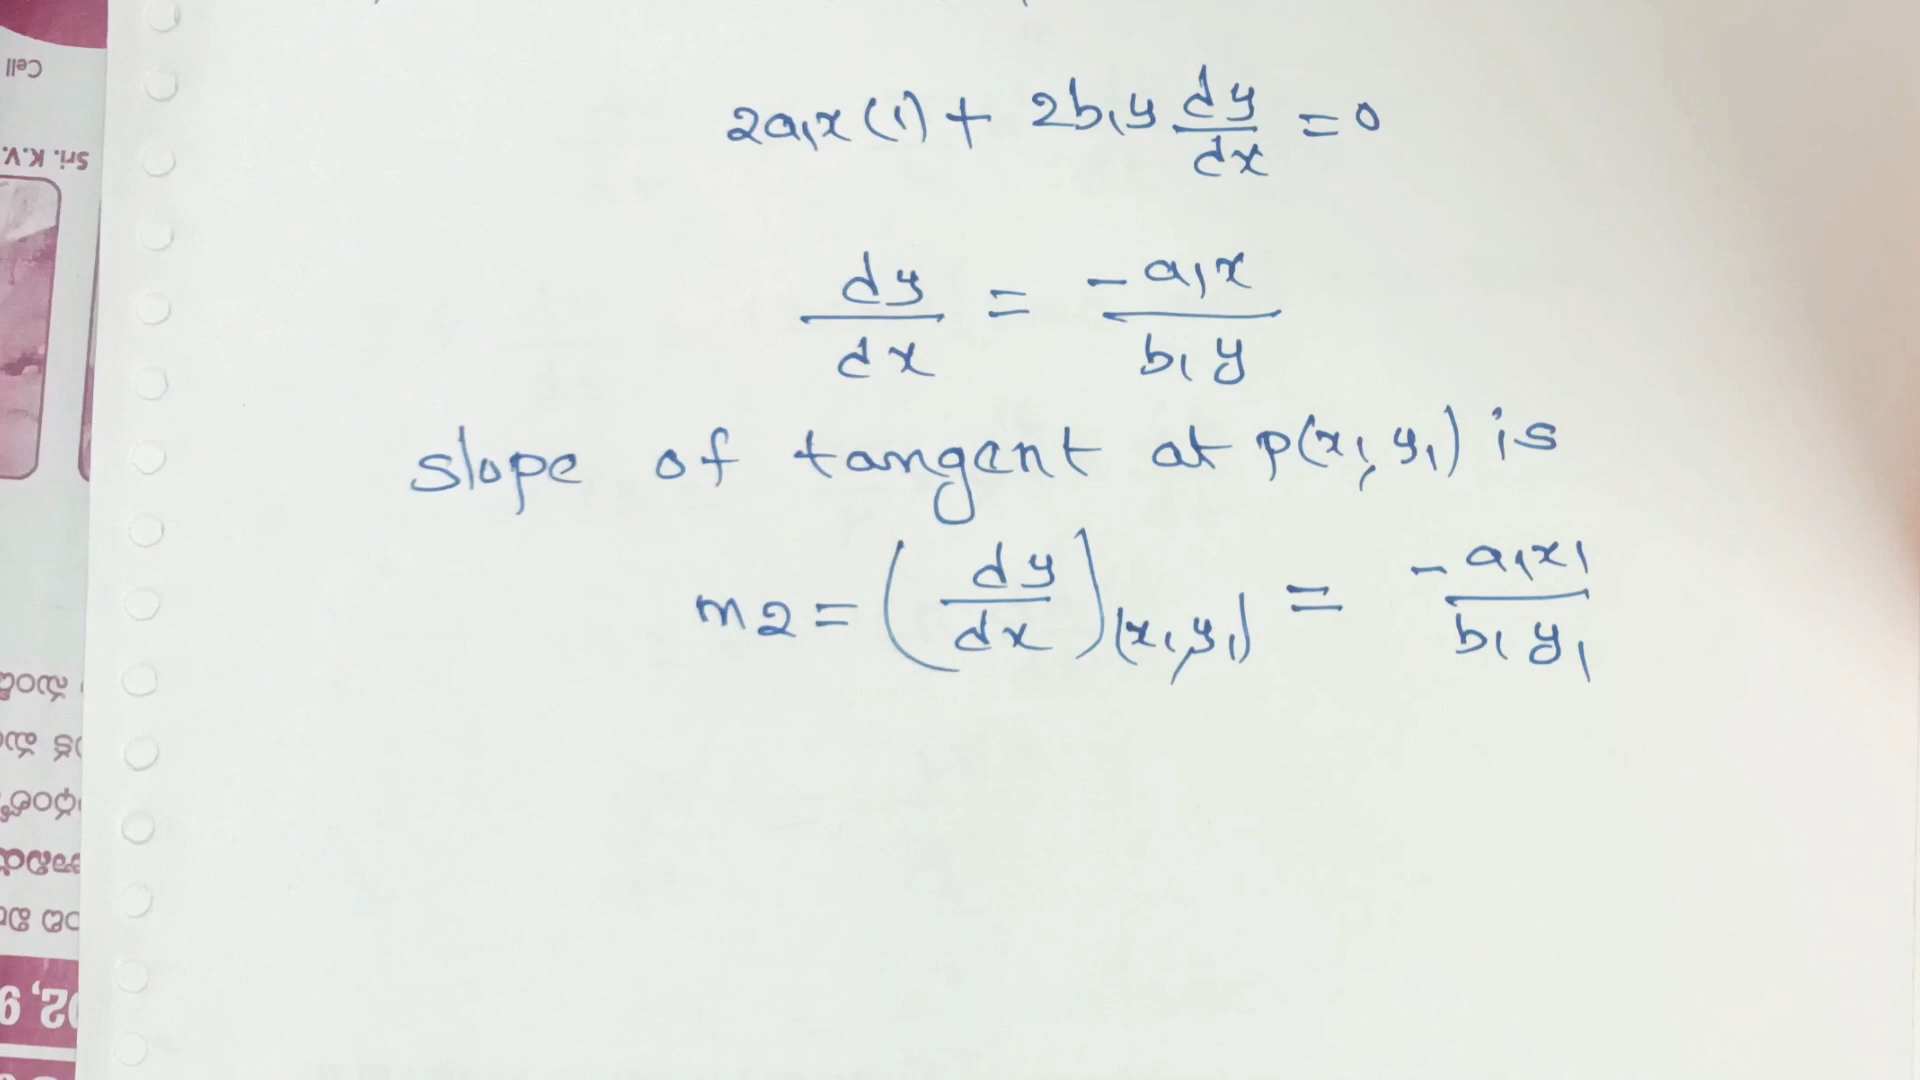 2a₁x(1) + 2b₁y dy/dx = 0
dy/dx = -a₁x/b₁y
slope of tangent at p(x₁, y₁) is
m2 = (dy/dx)(x₁, y₁) = -a₁x₁/b₁y₁
Cell
Sri. K.V.